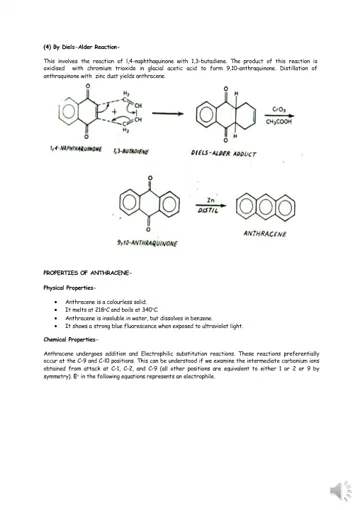 (4) By Diels-Alder Reaction-
This involves the reaction of 1,4-naphthaquinone with 1,3-butadiene. The product of this reaction is
oxidised with chromium trioxide in glacial acetic acid to form 9,10-anthraquinone. Distillation of
anthraquinone with zinc dust yields anthracene.
O
H₂
C
CH
CH
C
H₂
O
O
H
H
O
CrO₃
CH₃COOH
1,4-NAPHTHAQUINONE
1,3-BUTADIENE
DIELS-ALDER ADDUCT
O
O
Zn
DISTIL
9,10-ANTHRAQUINONE
ANTHRACENE
PROPERTIES OF ANTHRACENE-
Physical Properties-
• Anthracene is a colourless solid.
• It melts at 218°C and boils at 340°C.
• Anthracene is insoluble in water, but dissolves in benzene.
• It shows a strong blue fluorescence when exposed to ultraviolet light.
Chemical Properties-
Anthracene undergoes addition and Electrophilic substitution reactions. These reactions preferentially
occur at the C-9 and C-10 positions. This can be understood if we examine the intermediate carbonium ions
obtained from attack at C-1, C-2, and C-9 (all other positions are equivalent to either 1 or 2 or 9 by
symmetry). E⁺ in the following equations represents an electrophile.